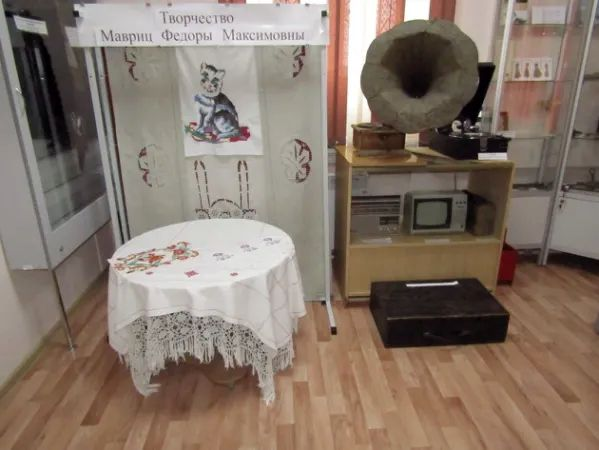 Творчество
Мавриц Федоры Максимовны